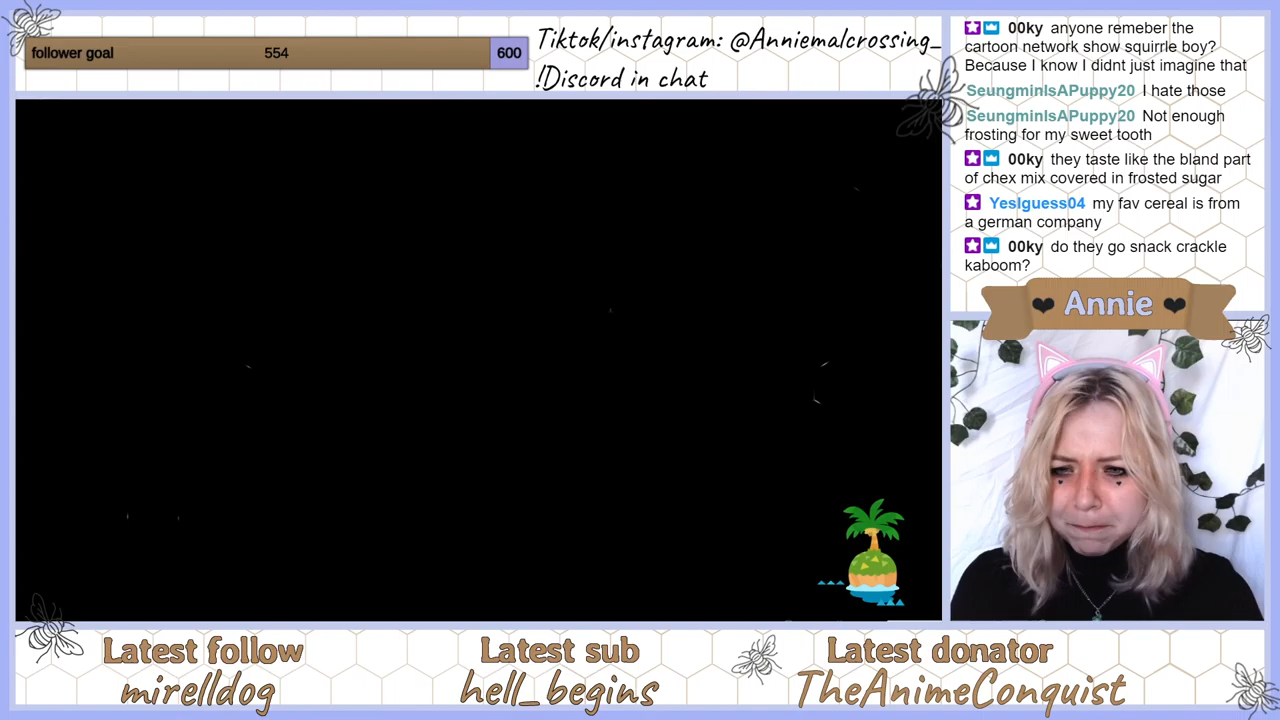 follower goal 554 600
Tiktok/instagram: @Anniemalcrossing_
!Discord in chat
00ky anyone remeber the
cartoon network show squirrle boy?
Because I know I didnt just imagine that
SeungminIsAPuppy20 I hate those
SeungminIsAPuppy20 Not enough
frosting for my sweet tooth
00ky they taste like the bland part
of chex mix covered in frosted sugar
YesIguess04 my fav cereal is from
a german company
00ky do they go snack crackle
kaboom?
Annie
Latest follow
mirelldog
Latest sub
hell_begins
Latest donator
TheAnimeConquist